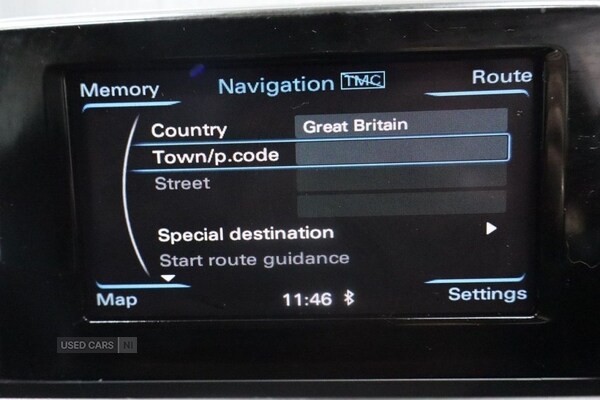 Memory Navigation TMC Route
Country Great Britain
Town/p.code
Street
Special destination
Start route guidance
Map 11:46 Settings
USED CARS NI